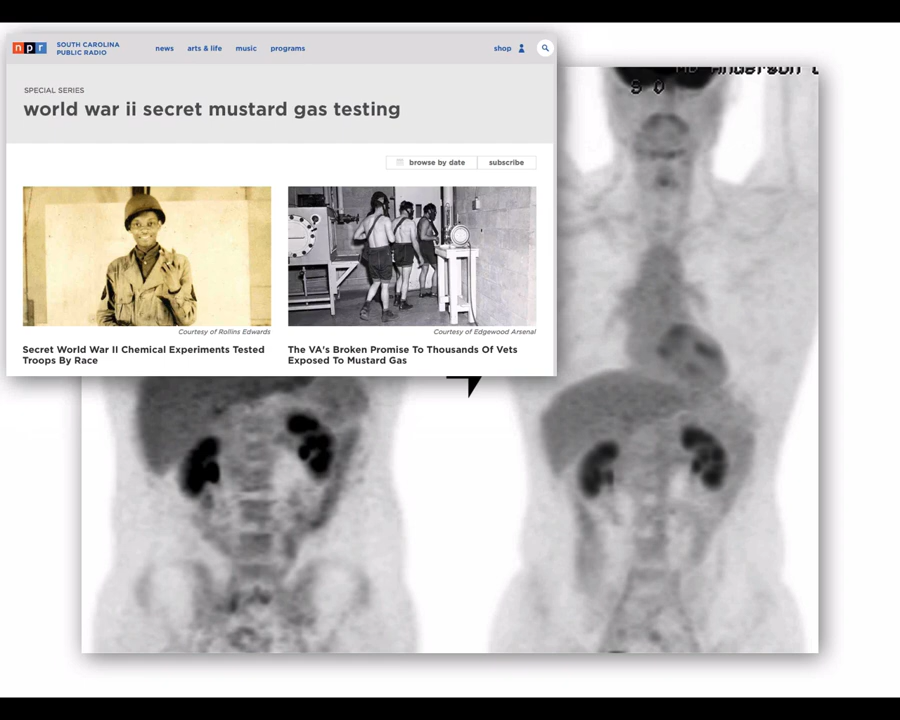 npr SOUTH CAROLINA
PUBLIC RADIO
news arts & life music programs shop
SPECIAL SERIES
world war ii secret mustard gas testing
browse by date subscribe
Courtesy of Rollins Edwards
Courtesy of Edgewood Arsenal
Secret World War II Chemical Experiments Tested
Troops By Race
The VA's Broken Promise To Thousands Of Vets
Exposed To Mustard Gas
Anderson